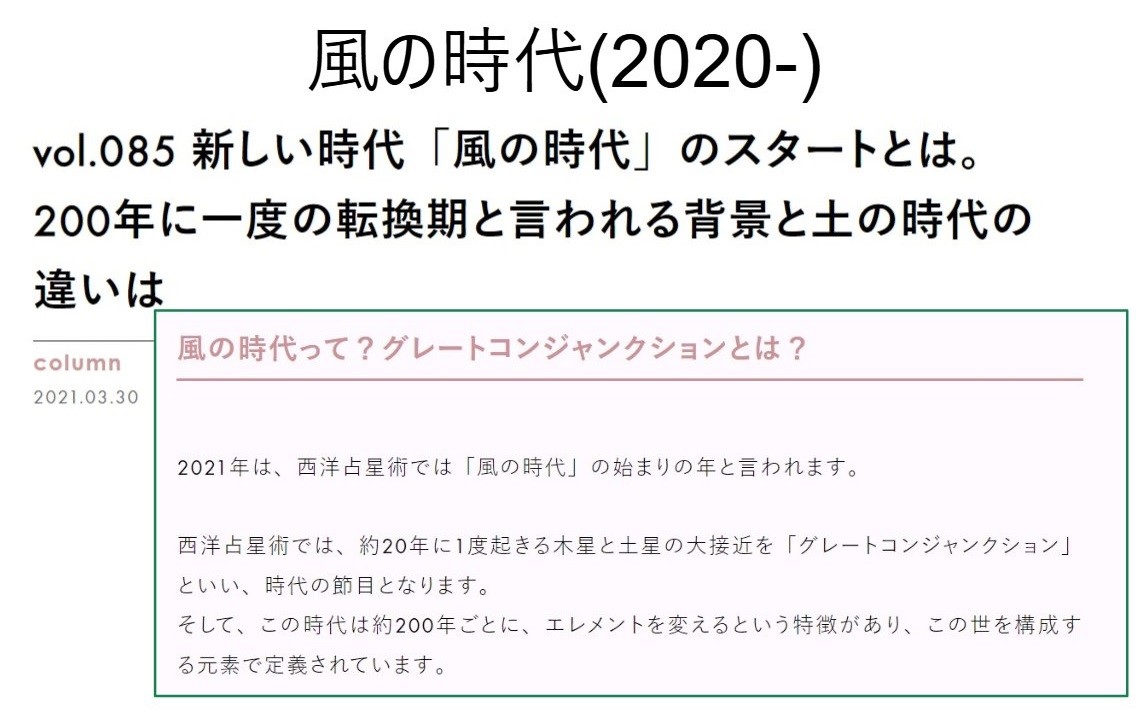 風の時代(2020-)
vol.085 新しい時代「風の時代」のスタートとは。
200年に一度の転換期と言われる背景と土の時代の
違いは
column
2021.03.30
風の時代って？グレートコンジャンクションとは？
2021年は、西洋占星術では「風の時代」の始まりの年と言われます。
西洋占星術では、約20年に1度起きる木星と土星の大接近を「グレートコンジャンクション」
といい、時代の節目となります。
そして、この時代は約200年ごとに、エレメントを変えるという特徴があり、この世を構成す
る元素で定義されています。